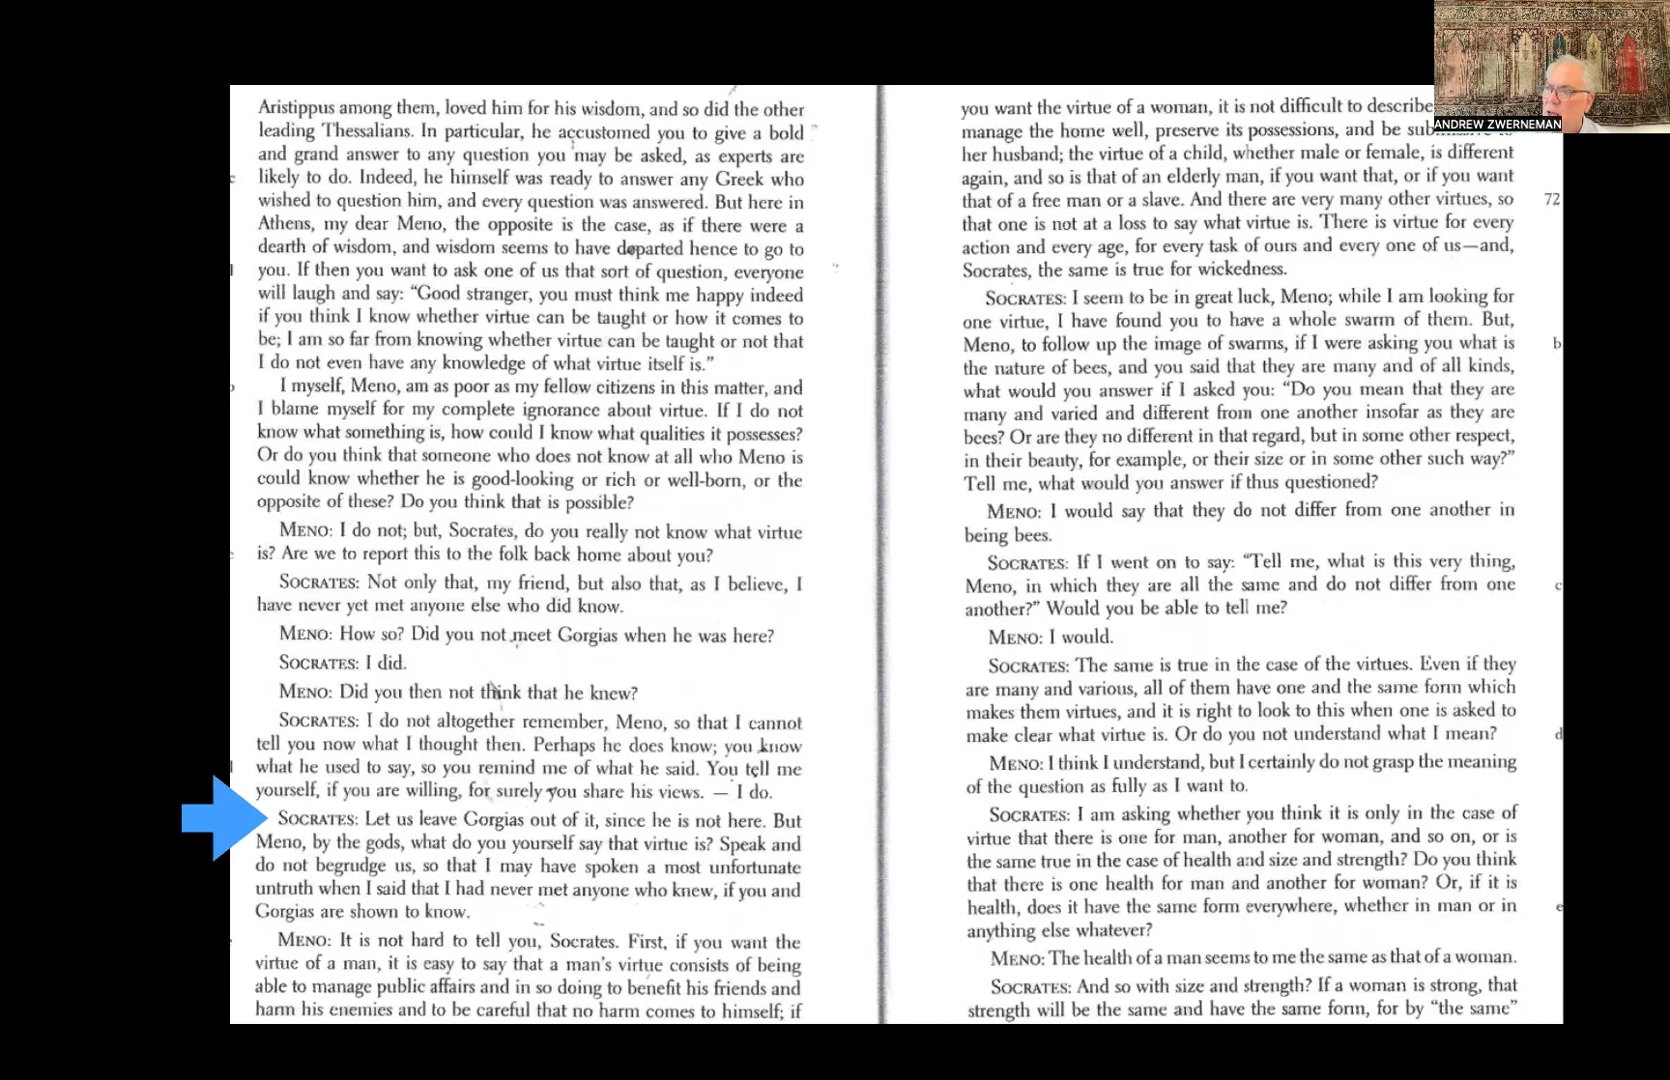 Aristippus among them, loved him for his wisdom, and so did the other
leading Thessalians. In particular, he accustomed you to give a bold
and grand answer to any question you may be asked, as experts are
likely to do. Indeed, he himself was ready to answer any Greek who
wished to question him, and every question was answered. But here in
Athens, my dear Meno, the opposite is the case, as if there were a
dearth of wisdom, and wisdom seems to have departed hence to go to
you. If then you want to ask one of us that sort of question, everyone
will laugh and say: “Good stranger, you must think me happy indeed
if you think I know whether virtue can be taught or how it comes to
be; I am so far from knowing whether virtue can be taught or not that
I do not even have any knowledge of what virtue itself is.”
I myself, Meno, am as poor as my fellow citizens in this matter, and
I blame myself for my complete ignorance about virtue. If I do not
know what something is, how could I know what qualities it possesses?
Or do you think that someone who does not know at all who Meno is
could know whether he is good-looking or rich or well-born, or the
opposite of these? Do you think that is possible?
MENO: I do not; but, Socrates, do you really not know what virtue
is? Are we to report this to the folk back home about you?
SOCRATES: Not only that, my friend, but also that, as I believe, I
have never yet met anyone else who did know.
MENO: How so? Did you not meet Gorgias when he was here?
SOCRATES: I did.
MENO: Did you then not think that he knew?
SOCRATES: I do not altogether remember, Meno, so that I cannot
tell you now what I thought then. Perhaps he does know; you know
what he used to say, so you remind me of what he said. You tell me
yourself, if you are willing, for surely you share his views. — I do.
SOCRATES: Let us leave Gorgias out of it, since he is not here. But
Meno, by the gods, what do you yourself say that virtue is? Speak and
do not begrudge us, so that I may have spoken a most unfortunate
untruth when I said that I had never met anyone who knew, if you and
Gorgias are shown to know.
MENO: It is not hard to tell you, Socrates. First, if you want the
virtue of a man, it is easy to say that a man’s virtue consists of being
able to manage public affairs and in so doing to benefit his friends and
harm his enemies and to be careful that no harm comes to himself; if
you want the virtue of a woman, it is not difficult to describe
manage the home well, preserve its possessions, and be sub
her husband; the virtue of a child, whether male or female, is different
again, and so is that of an elderly man, if you want that, or if you want
that of a free man or a slave. And there are very many other virtues, so 72
that one is not at a loss to say what virtue is. There is virtue for every
action and every age, for every task of ours and every one of us—and,
Socrates, the same is true for wickedness.
SOCRATES: I seem to be in great luck, Meno; while I am looking for
one virtue, I have found you to have a whole swarm of them. But,
Meno, to follow up the image of swarms, if I were asking you what is b
the nature of bees, and you said that they are many and of all kinds,
what would you answer if I asked you: “Do you mean that they are
many and varied and different from one another insofar as they are
bees? Or are they no different in that regard, but in some other respect,
in their beauty, for example, or their size or in some other such way?”
Tell me, what would you answer if thus questioned?
MENO: I would say that they do not differ from one another in
being bees.
SOCRATES: If I went on to say: “Tell me, what is this very thing,
Meno, in which they are all the same and do not differ from one c
another?” Would you be able to tell me?
MENO: I would.
SOCRATES: The same is true in the case of the virtues. Even if they
are many and various, all of them have one and the same form which
makes them virtues, and it is right to look to this when one is asked to
make clear what virtue is. Or do you not understand what I mean? d
MENO: I think I understand, but I certainly do not grasp the meaning
of the question as fully as I want to.
SOCRATES: I am asking whether you think it is only in the case of
virtue that there is one for man, another for woman, and so on, or is
the same true in the case of health and size and strength? Do you think
that there is one health for man and another for woman? Or, if it is
health, does it have the same form everywhere, whether in man or in e
anything else whatever?
MENO: The health of a man seems to me the same as that of a woman.
SOCRATES: And so with size and strength? If a woman is strong, that
strength will be the same and have the same form, for by “the same”
ANDREW ZWERNEMAN